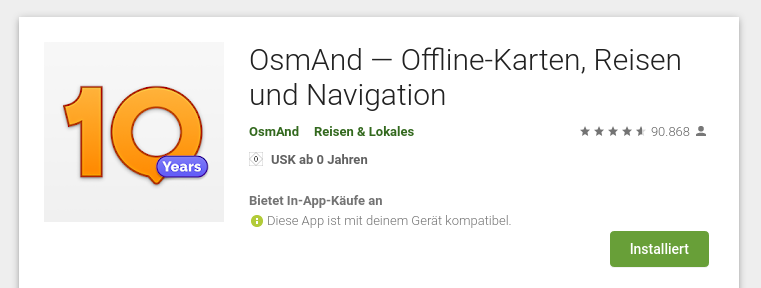 10
Years
OsmAnd — Offline-Karten, Reisen
und Navigation
OsmAnd Reisen & Lokales 90.868
0 USK ab 0 Jahren
Bietet In-App-Käufe an
Diese App ist mit deinem Gerät kompatibel.
Installiert